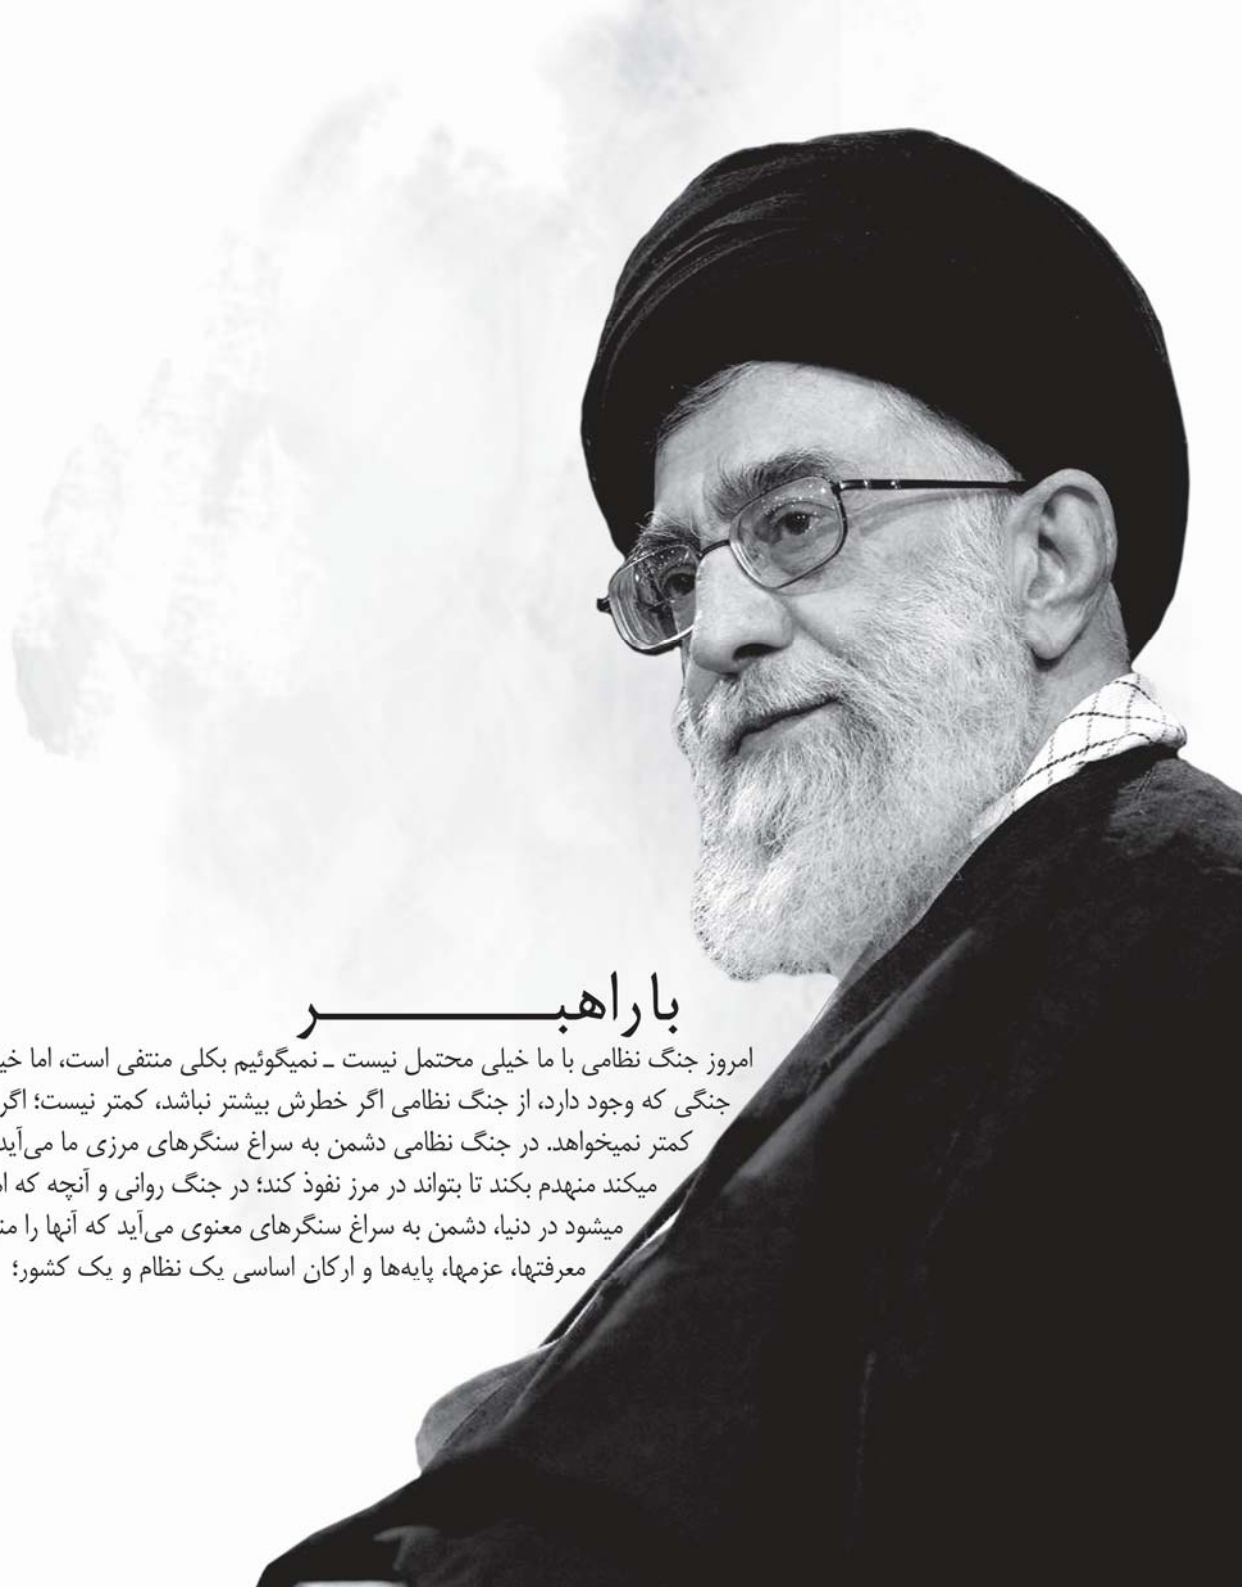 با راهبر
امروز جنگ نظامی با ما خیلی محتمل نیست ـ نمیگوئیم بکلی منتفی است، اما
جنگی که وجود دارد، از جنگ نظامی اگر خطرش بیشتر نباشد، کمتر نیست؛ اگر
کمتر نمیخواهد. در جنگ نظامی دشمن به سراغ سنگرهای مرزی ما می‌آید
میکند منهدم بکند تا بتواند در مرز نفوذ کند؛ در جنگ روانی و آنچه که
میشود در دنیا، دشمن به سراغ سنگرهای معنوی می‌آید که آنها را
معرفتها، عزمها، پایه‌ها و ارکان اساسی یک نظام و یک کشور؛